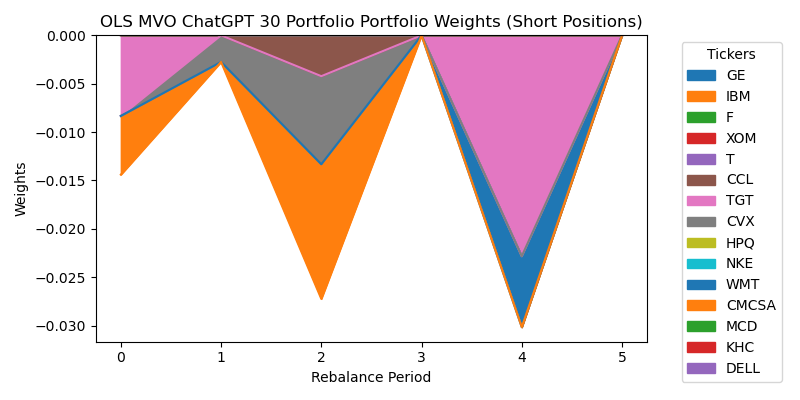 OLS MVO ChatGPT 30 Portfolio Portfolio Weights (Short Positions)
0.000
−0.005
−0.010
−0.015
−0.020
−0.025
−0.030
Weights
0 1 2 3 4 5
Rebalance Period
Tickers
GE
IBM
F
XOM
T
CCL
TGT
CVX
HPQ
NKE
WMT
CMCSA
MCD
KHC
DELL